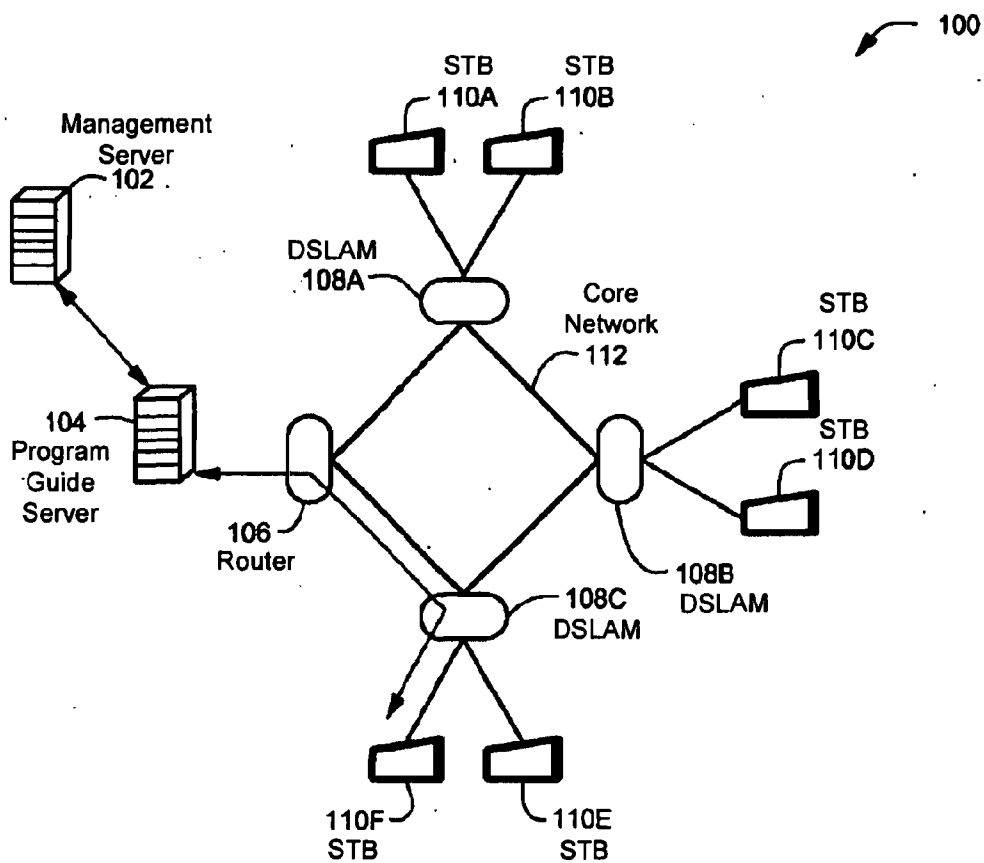 100
STB
110A
STB
110B
Management
Server
102
DSLAM
108A
Core
Network
112
STB
110C
STB
110D
104
Program
Guide
Server
106
Router
108B
DSLAM
108C
DSLAM
110F
STB
110E
STB